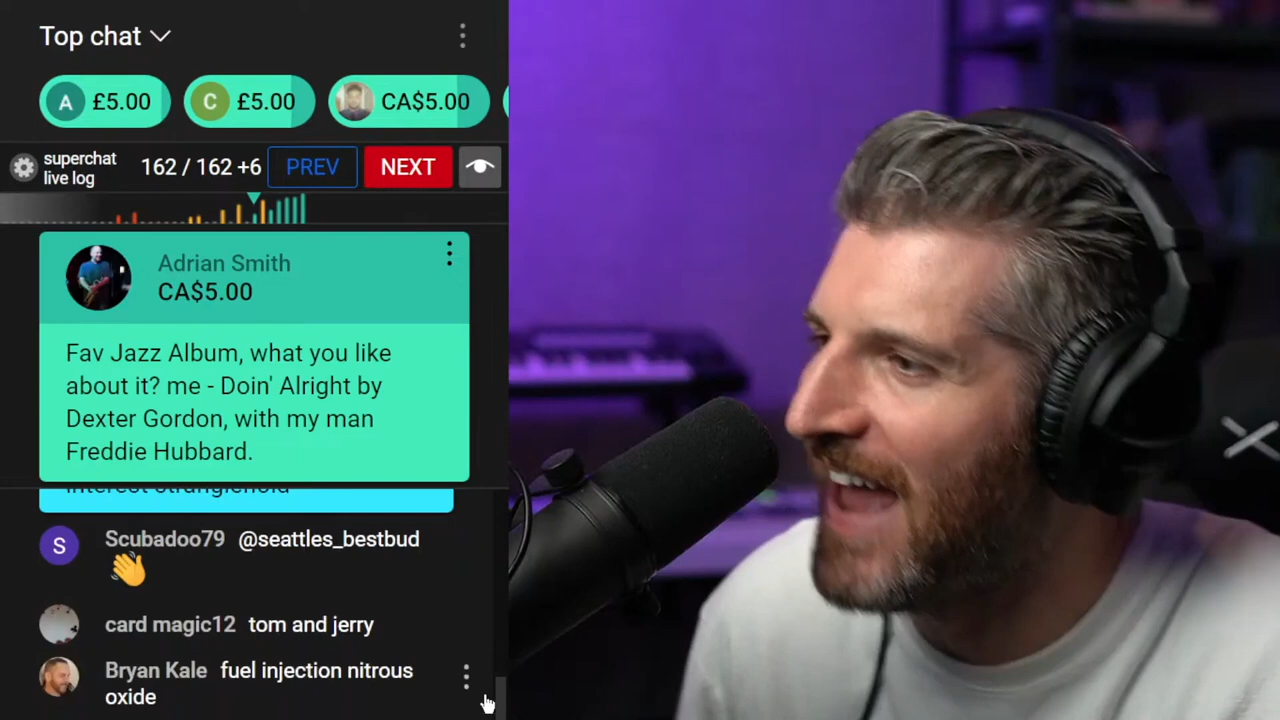 Top chat
A £5.00 C £5.00 CA$5.00
superchat
live log
162 / 162 +6 PREV NEXT
Adrian Smith
CA$5.00
Fav Jazz Album, what you like
about it? me - Doin' Alright by
Dexter Gordon, with my man
Freddie Hubbard.
interest stranglehold
S Scubadoo79 @seattles_bestbud
👋
card magic12 tom and jerry
Bryan Kale fuel injection nitrous
oxide